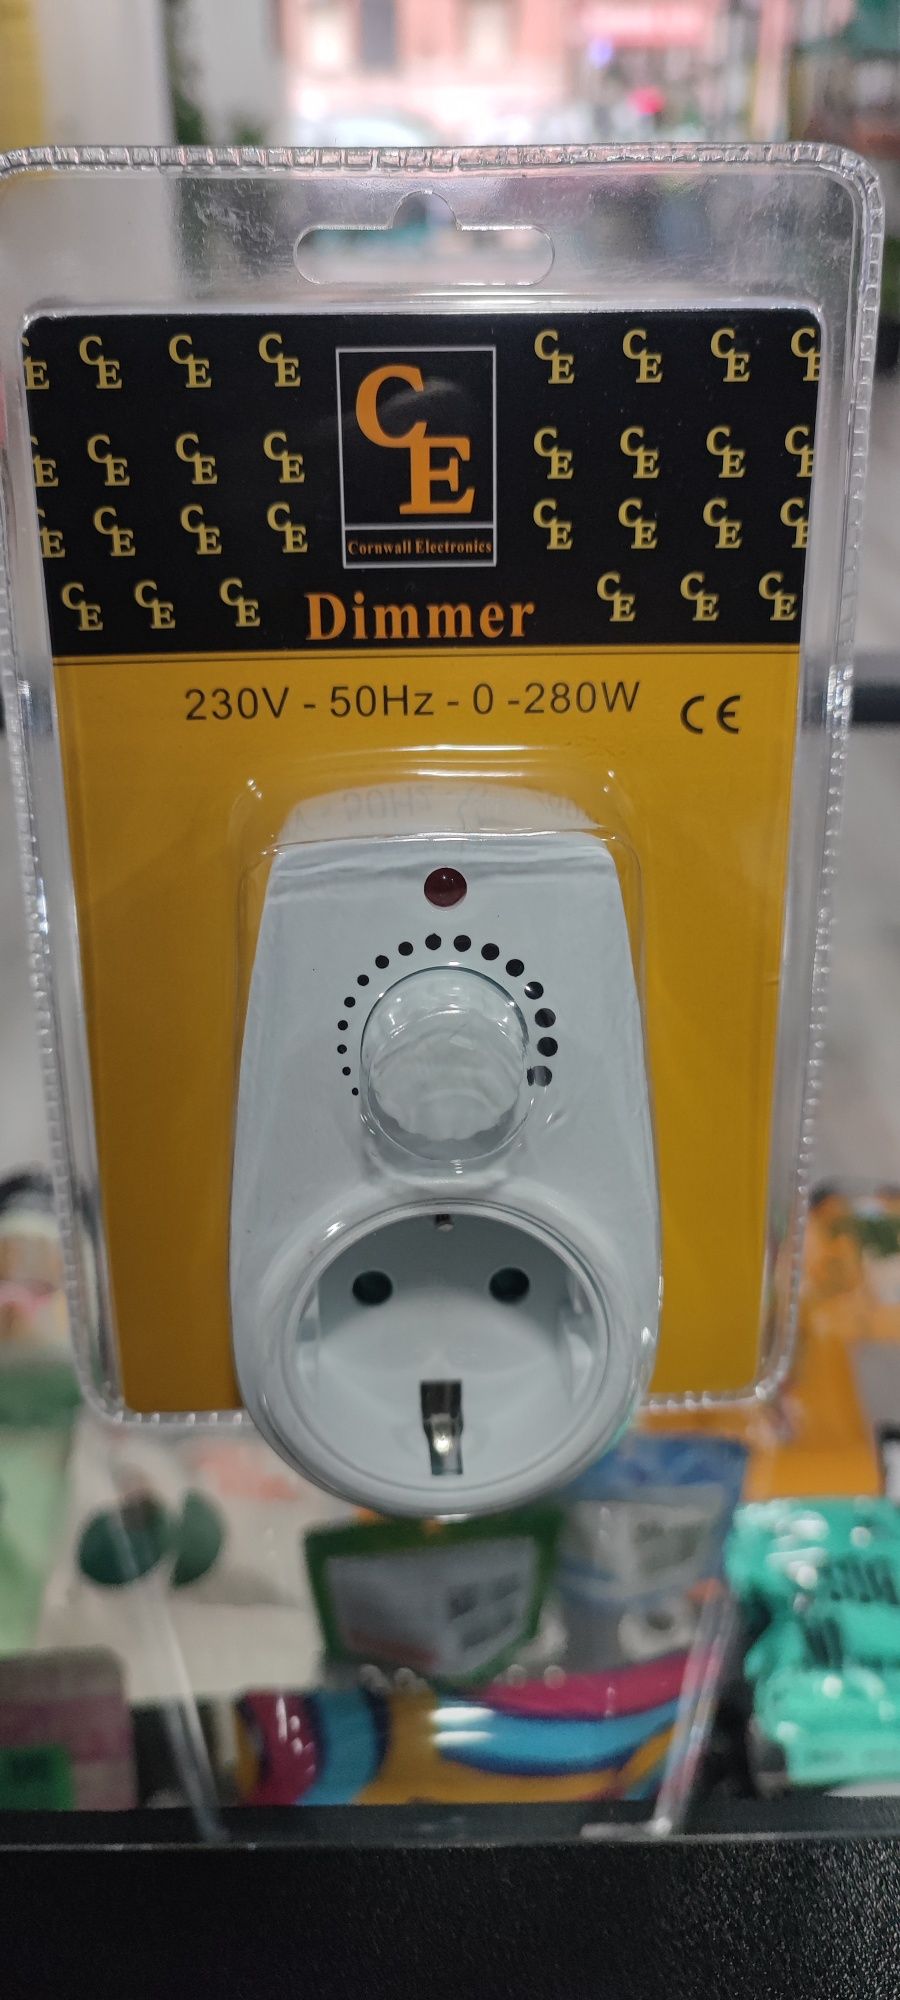 CE
Cornwall Electronics
Dimmer
230V - 50Hz - 0 -280W CE